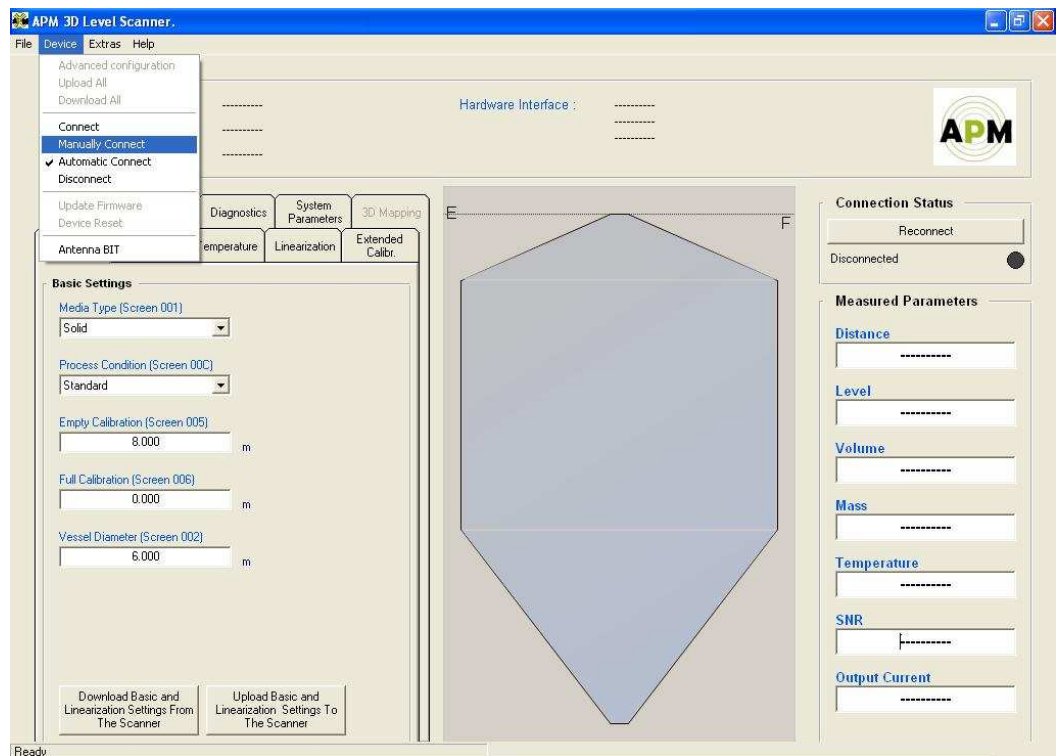 APM 3D Level Scanner.
File Device Extras Help
Advanced configuration
Upload All
Download All
Connect
Manually Connect
Automatic Connect
Disconnect
Update Firmware
Device Reset
Antenna BIT
----------
----------
----------
Hardware Interface :
----------
----------
----------
APM
Diagnostics
System
Parameters
3D Mapping
emperature
Linearization
Extended
Calibr.
Basic Settings
Media Type (Screen 001)
Solid
Process Condition (Screen 00C)
Standard
Empty Calibration (Screen 005)
8.000 m
Full Calibration (Screen 006)
0.000 m
Vessel Diameter (Screen 002)
6.000 m
Download Basic and
Linearization Settings From
The Scanner
Upload Basic and
Linearization Settings To
The Scanner
E
F
Connection Status
Reconnect
Disconnected
Measured Parameters
Distance
----------
Level
----------
Volume
----------
Mass
----------
Temperature
----------
SNR
----------
Output Current
----------
Ready